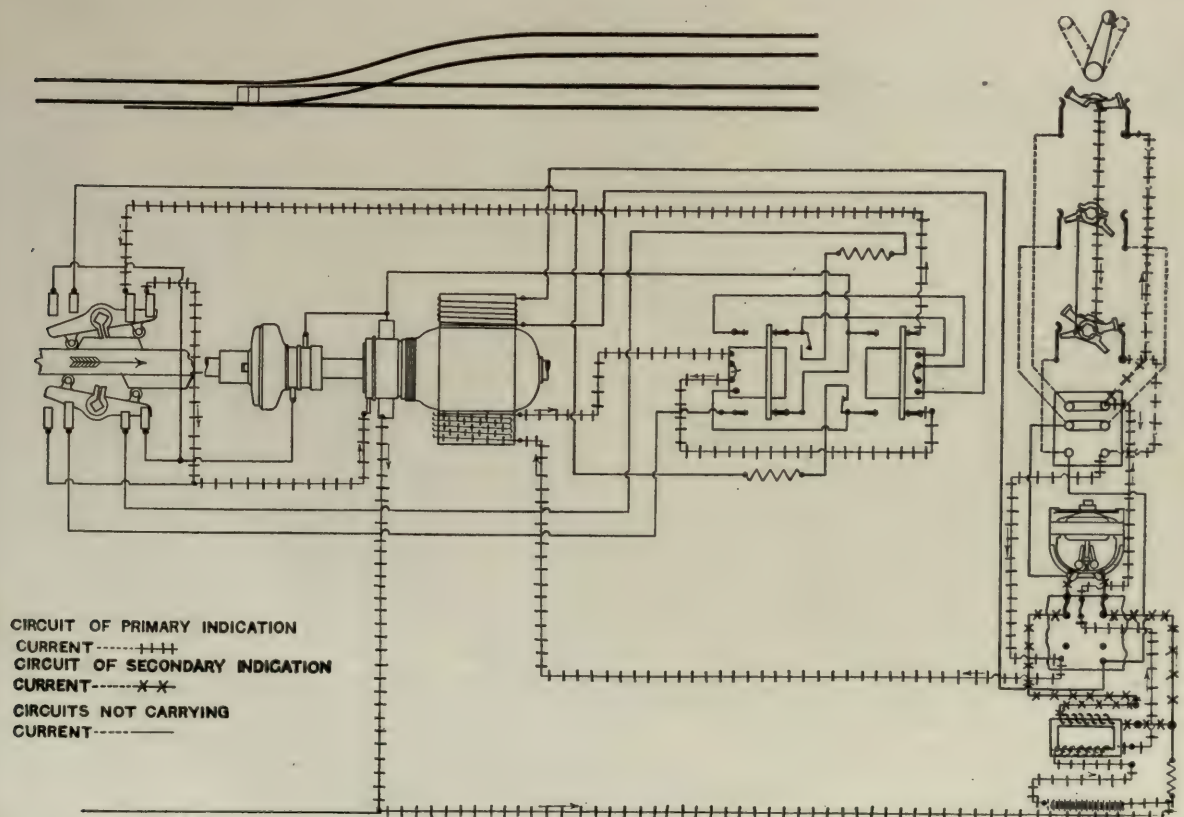 CIRCUIT OF PRIMARY INDICATION
CURRENT
CIRCUIT OF SECONDARY INDICATION
CURRENT
CIRCUITS NOT CARRYING
CURRENT